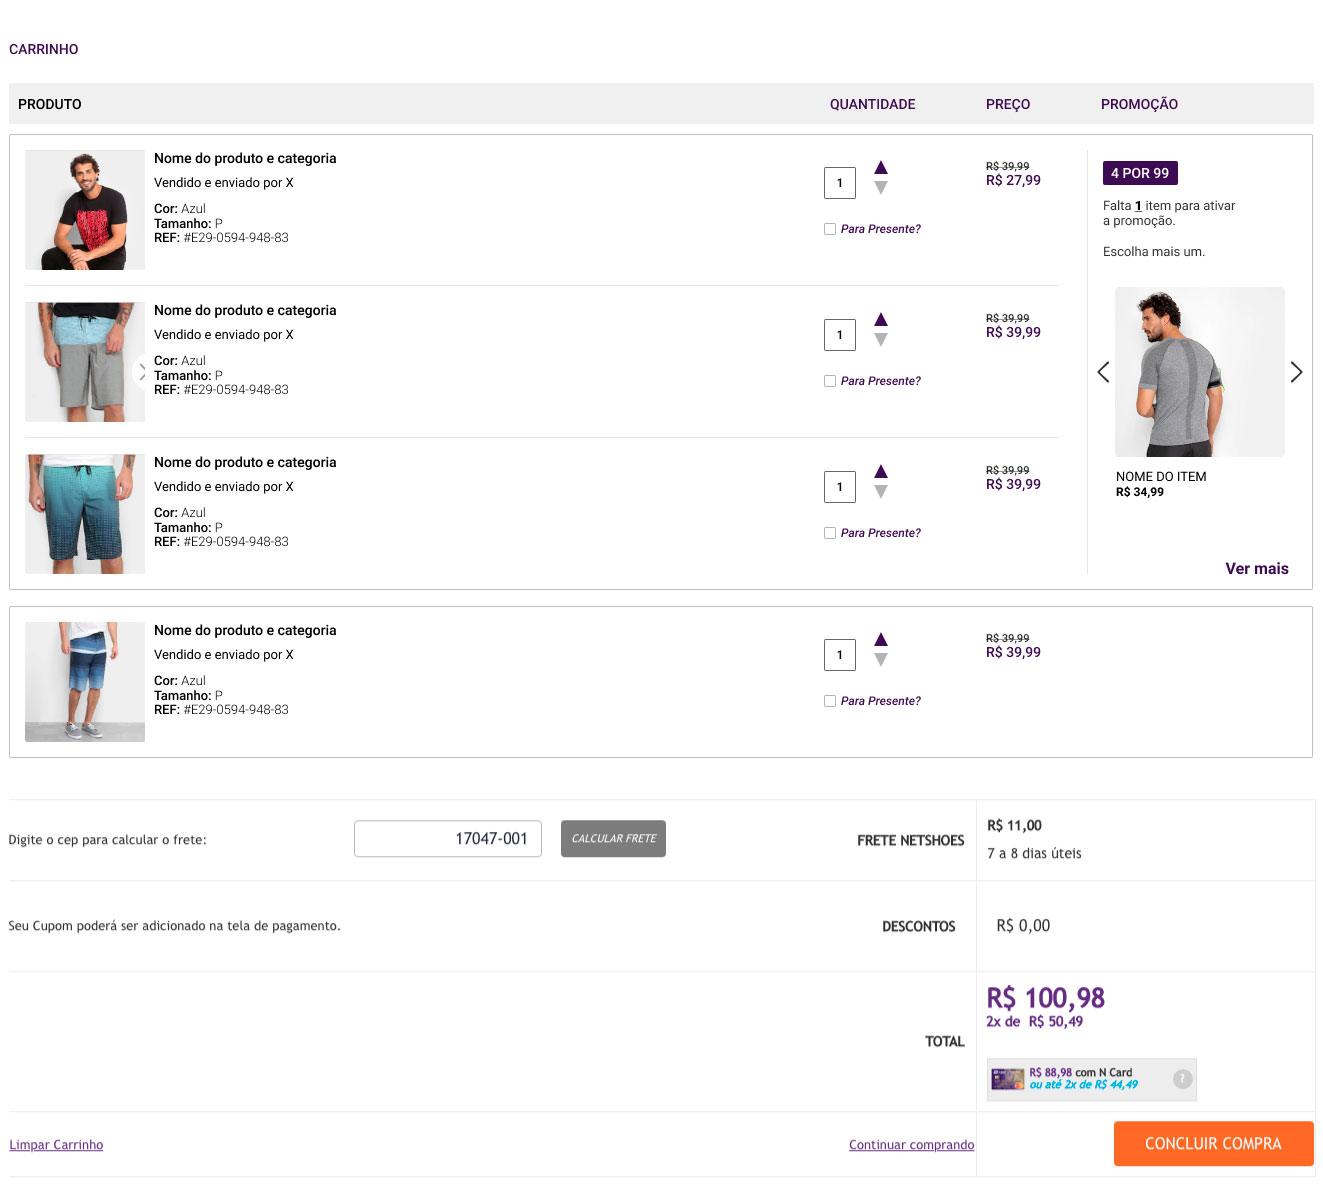 CARRINHO
PRODUTO QUANTIDADE PREÇO PROMOÇÃO
Nome do produto e categoria
Vendido e enviado por X
Cor: Azul
Tamanho: P
REF: #E29-0594-948-83
1
Para Presente?
R$ 39,99
R$ 27,99
Nome do produto e categoria
Vendido e enviado por X
Cor: Azul
Tamanho: P
REF: #E29-0594-948-83
1
Para Presente?
R$ 39,99
R$ 39,99
Nome do produto e categoria
Vendido e enviado por X
Cor: Azul
Tamanho: P
REF: #E29-0594-948-83
1
Para Presente?
R$ 39,99
R$ 39,99
4 POR 99
Falta 1 item para ativar
a promoção.
Escolha mais um.
NOME DO ITEM
R$ 34,99
Ver mais
Nome do produto e categoria
Vendido e enviado por X
Cor: Azul
Tamanho: P
REF: #E29-0594-948-83
1
Para Presente?
R$ 39,99
R$ 39,99
Digite o cep para calcular o frete: 17047-001 CALCULAR FRETE FRETE NETSHOES
R$ 11,00
7 a 8 dias úteis
Seu Cupom poderá ser adicionado na tela de pagamento. DESCONTOS R$ 0,00
TOTAL
R$ 100,98
2x de R$ 50,49
R$ 88,98 com N Card
ou até 2x de R$ 44,49
?
Limpar Carrinho Continuar comprando CONCLUIR COMPRA